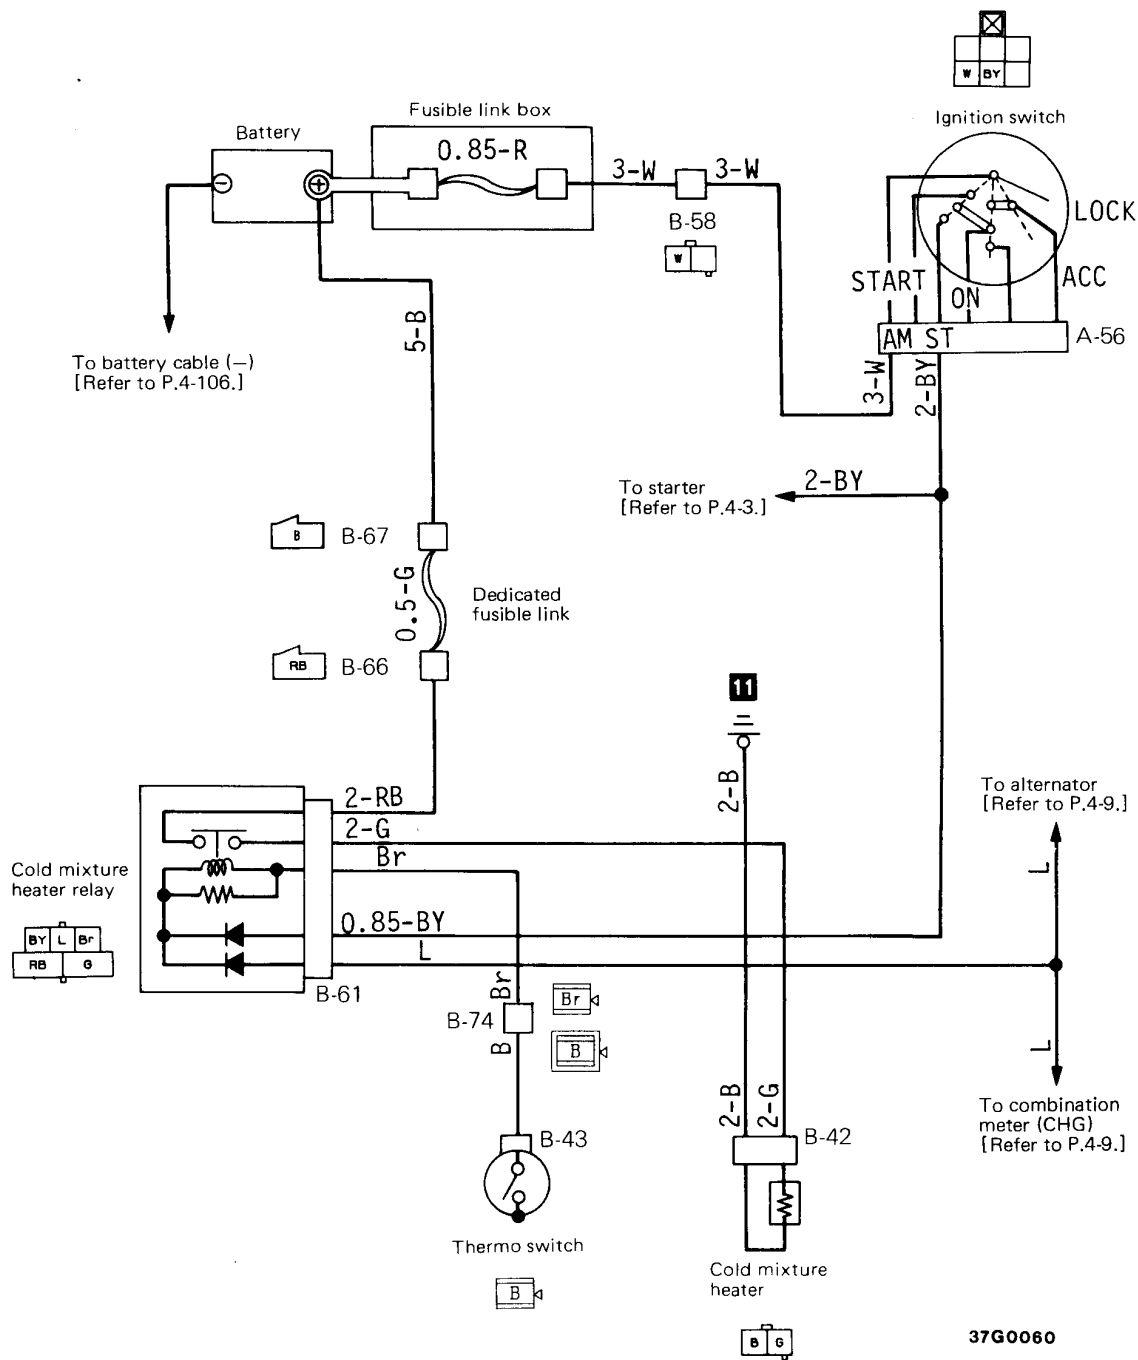 W BY
Ignition switch
Fusible link box
Battery
0.85-R
3-W
3-W
B-58
W
LOCK
START
ON
ACC
AM ST
A-56
To battery cable (−)
[Refer to P.4-106.]
5-B
3-W
2-BY
To starter
[Refer to P.4-3.]
2-BY
B
B-67
0.5-G
Dedicated
fusible link
RB
B-66
11
2-B
2-RB
2-G
Br
0.85-BY
L
Cold mixture
heater relay
BY L Br
RB G
B-61
To alternator
[Refer to P.4-9.]
L
L
Br
B-74
B
Br
B
2-B
2-G
B-42
To combination
meter (CHG)
[Refer to P.4-9.]
B-43
Thermo switch
B
Cold mixture
heater
B G
37G0060